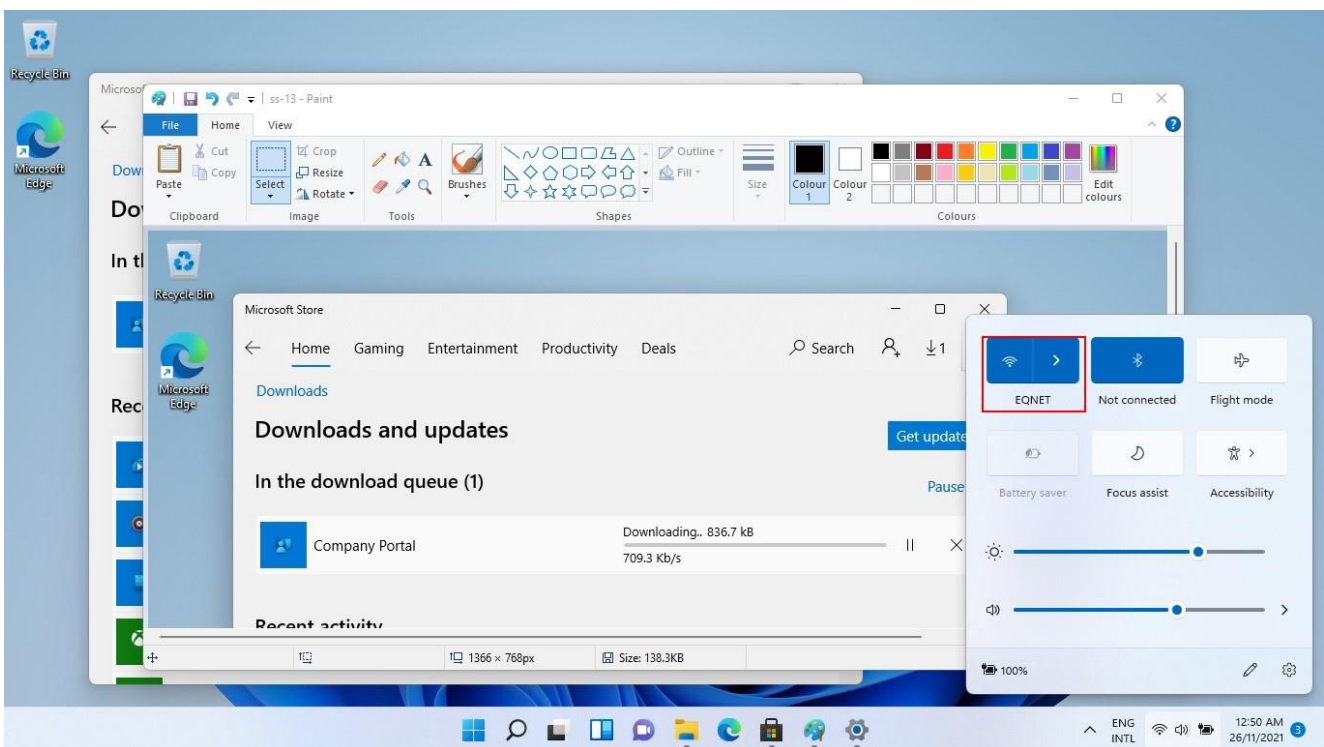 Recycle Bin
Microsoft
Edge
ss-13 - Paint
File Home View
Cut
Copy
Paste
Clipboard
Select
Crop
Resize
Rotate
Image
Tools
Brushes
Outline
Fill
Shapes
Size
Colour
1
Colour
2
Edit
colours
Colours
Recycle Bin
Microsoft
Edge
Microsoft Store
Home Gaming Entertainment Productivity Deals Search 1
Downloads
Downloads and updates
Get update
In the download queue (1)
Pause
Company Portal
Downloading.. 836.7 kB
709.3 Kb/s
Recent activity
1366 × 768px
Size: 138.3KB
EQNET Not connected Flight mode
Battery saver Focus assist Accessibility
100%
ENG
INTL
12:50 AM
26/11/2021
3